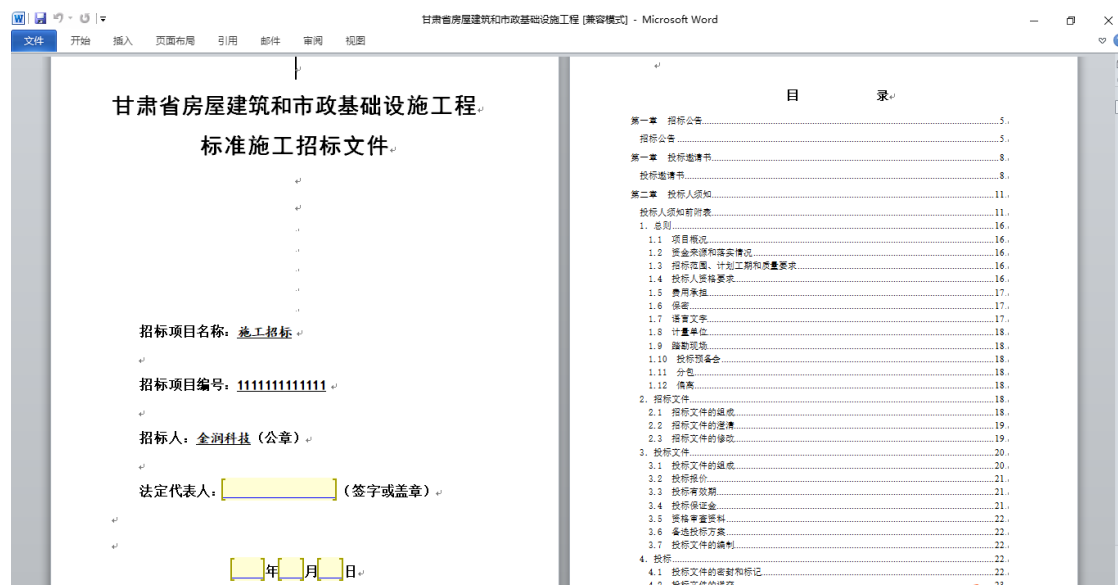 甘肃省房屋建筑和市政基础设施工程 [兼容模式] - Microsoft Word
文件 开始 插入 页面布局 引用 邮件 审阅 视图
甘肃省房屋建筑和市政基础设施工程
标准施工招标文件
招标项目名称：施工招标
招标项目编号：1111111111111
招标人：金润科技（公章）
法定代表人：（签字或盖章）
年 月 日
目 录
第一章 招标公告 5
招标公告 5
第一章 投标邀请书 8
投标邀请书 8
第二章 投标人须知 11
投标人须知前附表 11
1. 总则 16
1.1 项目概况 16
1.2 资金来源和落实情况 16
1.3 招标范围、计划工期和质量要求 16
1.4 投标人资格要求 16
1.5 费用承担 17
1.6 保密 17
1.7 语言文字 17
1.8 计量单位 18
1.9 踏勘现场 18
1.10 投标预备会 18
1.11 分包 18
1.12 偏离 18
2. 招标文件 18
2.1 招标文件的组成 18
2.2 招标文件的澄清 19
2.3 招标文件的修改 19
3. 投标文件 20
3.1 投标文件的组成 20
3.2 投标报价 21
3.3 投标有效期 21
3.4 投标保证金 21
3.5 资格审查资料 22
3.6 备选投标方案 22
3.7 投标文件的编制 22
4. 投标 22
4.1 投标文件的密封和标记 22